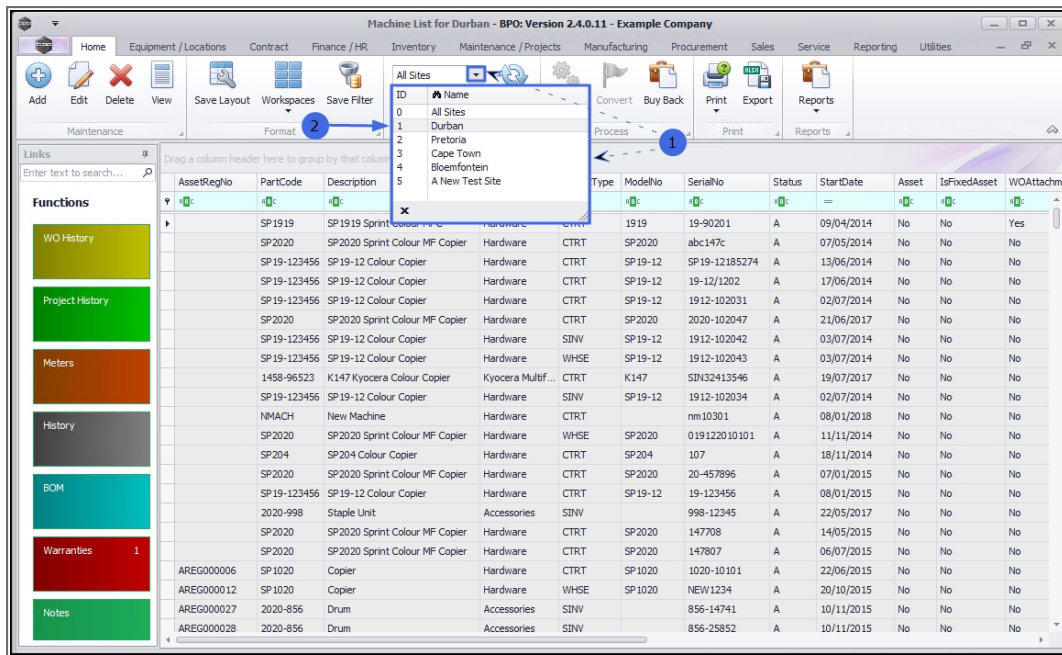 Machine List for Durban - BPO: Version 2.4.0.11 - Example Company
Home Equipment / Locations Contract Finance / HR Inventory Maintenance / Projects Manufacturing Procurement Sales Service Reporting Utilities
Add Edit Delete View Save Layout Workspaces Save Filter Convert Buy Back Print Export Reports
Maintenance Format Process Print Reports
All Sites
ID Name
0 All Sites
1 Durban
2 Pretoria
3 Cape Town
4 Bloemfontein
5 A New Test Site
x
2
1
Links
Enter text to search...
Functions
WO History
Project History
Meters
History
BOM
Warranties 1
Notes
Drag a column header here to group by that column
AssetRegNo PartCode Description Type ModelNo SerialNo Status StartDate Asset IsFixedAsset WOAttachm
SP1919 SP1919 Sprint 1919 19-90201 A 09/04/2014 No No Yes
SP2020 SP2020 Sprint Colour MF Copier Hardware CTRT SP2020 abc147c A 07/05/2014 No No No
SP19-123456 SP19-12 Colour Copier Hardware CTRT SP19-12 SP19-12185274 A 13/06/2014 No No No
SP19-123456 SP19-12 Colour Copier Hardware CTRT SP19-12 19-12/1202 A 17/06/2014 No No No
SP19-123456 SP19-12 Colour Copier Hardware CTRT SP19-12 1912-102031 A 02/07/2014 No No No
SP2020 SP2020 Sprint Colour MF Copier Hardware CTRT SP2020 2020-102047 A 21/06/2017 No No No
SP19-123456 SP19-12 Colour Copier Hardware SINV SP19-12 1912-102042 A 03/07/2014 No No No
SP19-123456 SP19-12 Colour Copier Hardware WHSE SP19-12 1912-102043 A 03/07/2014 No No No
1458-96523 K147 Kyocera Colour Copier Kyocera Multif... CTRT K147 SIN32413546 A 19/07/2017 No No No
SP19-123456 SP19-12 Colour Copier Hardware SINV SP19-12 1912-102034 A 02/07/2014 No No No
NMACH New Machine Hardware CTRT nm10301 A 08/01/2018 No No No
SP2020 SP2020 Sprint Colour MF Copier Hardware WHSE SP2020 019122010101 A 11/11/2014 No No No
SP204 SP204 Colour Copier Hardware CTRT SP204 107 A 18/11/2014 No No No
SP2020 SP2020 Sprint Colour MF Copier Hardware CTRT SP2020 20-457896 A 07/01/2015 No No No
SP19-123456 SP19-12 Colour Copier Hardware CTRT SP19-12 19-123456 A 08/01/2015 No No No
2020-998 Staple Unit Accessories SINV 998-12345 A 22/05/2017 No No No
SP2020 SP2020 Sprint Colour MF Copier Hardware CTRT SP2020 147708 A 14/05/2015 No No No
SP2020 SP2020 Sprint Colour MF Copier Hardware CTRT SP2020 147807 A 06/07/2015 No No No
AREG000006 SP1020 Copier Hardware CTRT SP1020 1020-10101 A 22/06/2015 No No No
AREG000012 SP1020 Copier Hardware WHSE SP1020 NEW1234 A 20/10/2015 No No No
AREG000027 2020-856 Drum Accessories SINV 856-14741 A 10/11/2015 No No No
AREG000028 2020-856 Drum Accessories SINV 856-25852 A 10/11/2015 No No No